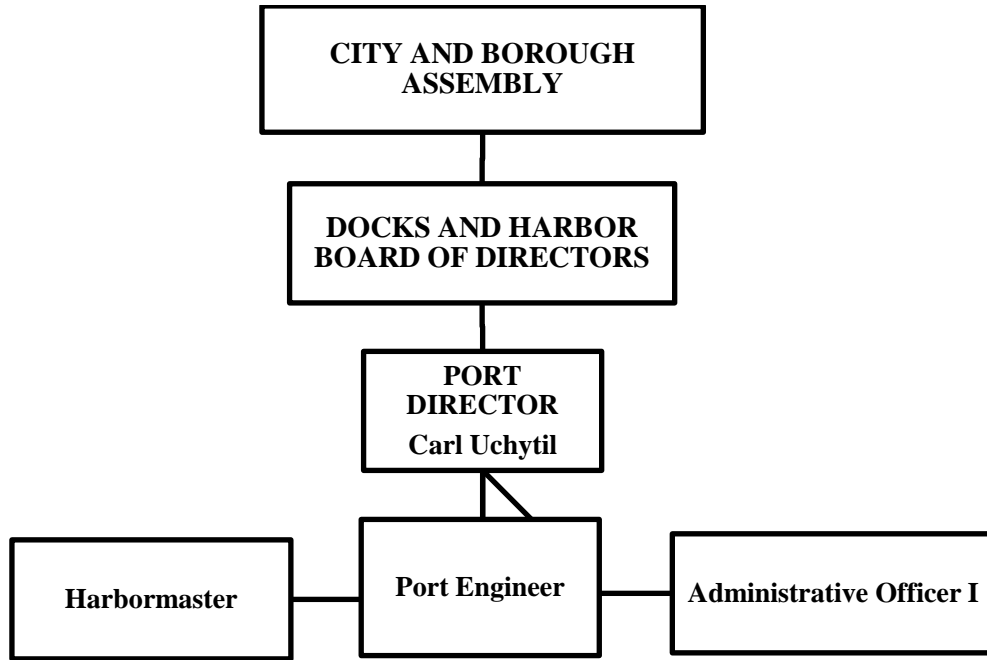 CITY AND BOROUGH
ASSEMBLY
DOCKS AND HARBOR
BOARD OF DIRECTORS
PORT
DIRECTOR
Carl Uchytil
Harbormaster
Port Engineer
Administrative Officer I